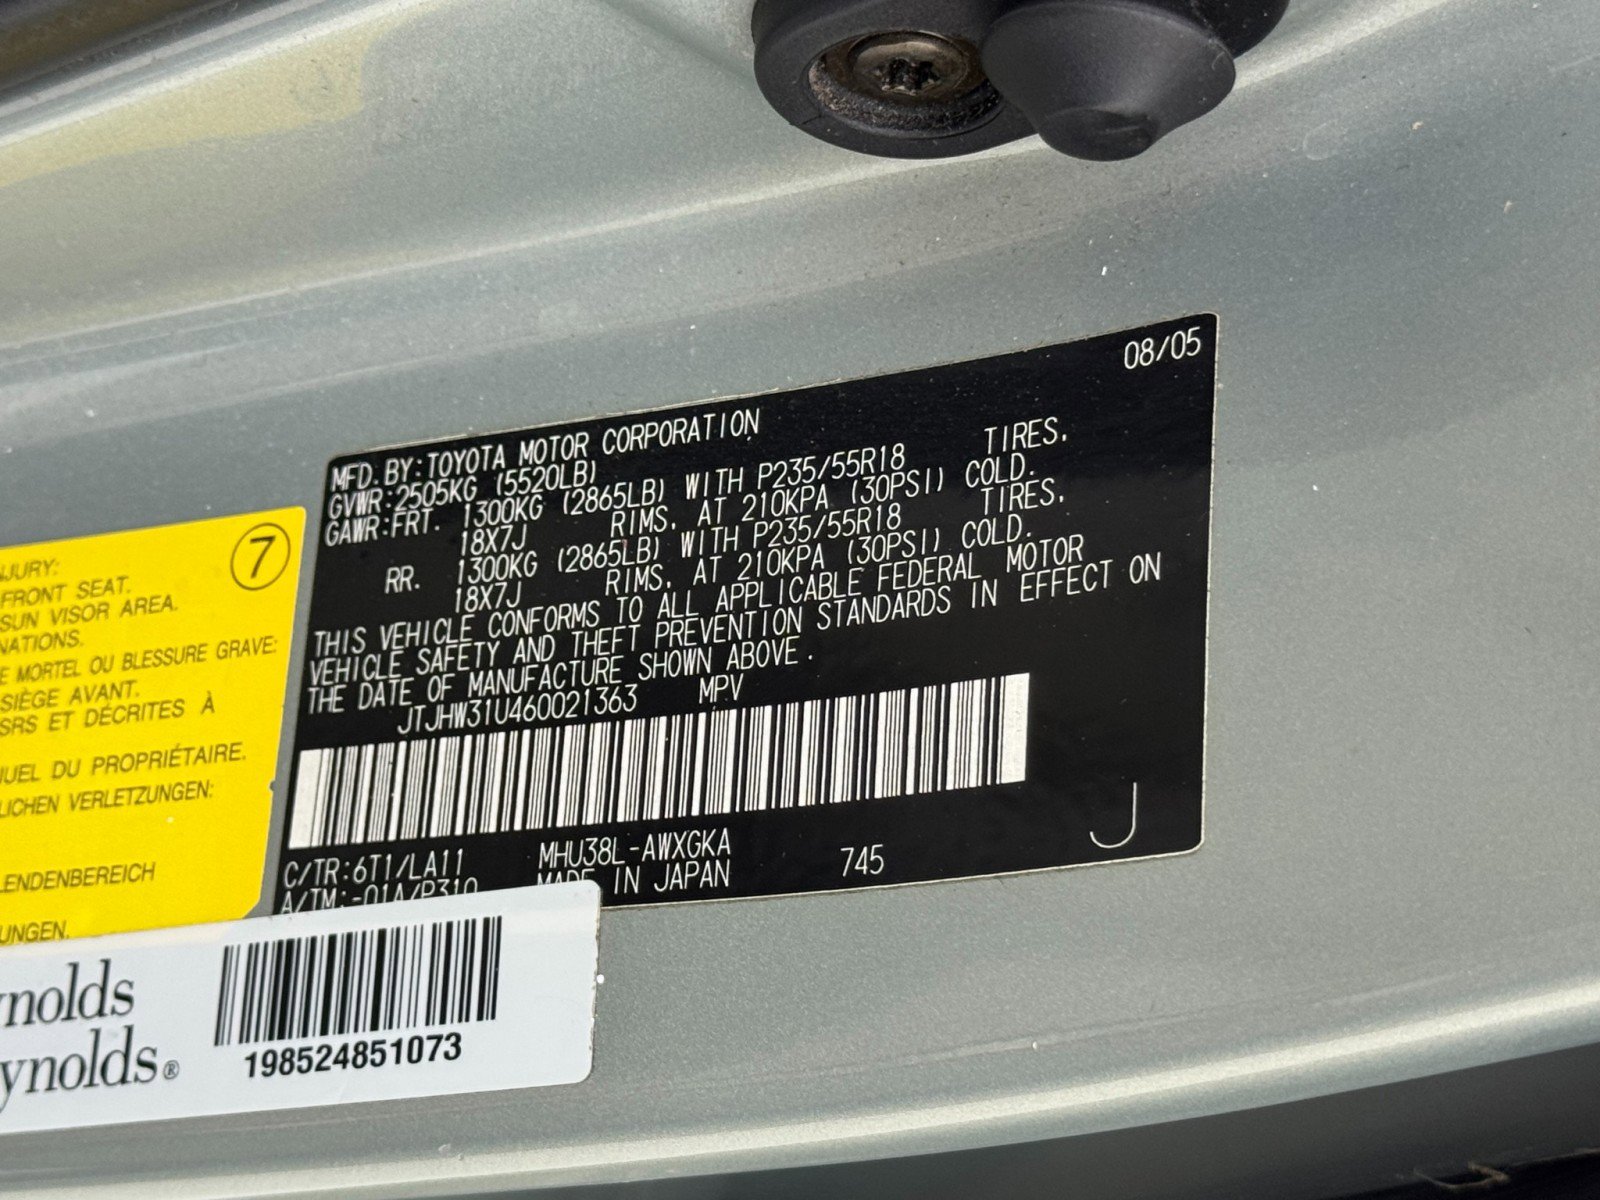 08/05
MFD. BY: TOYOTA MOTOR CORPORATION
GVWR: 2505KG (5520LB)
GAWR: FRT. 1300KG (2865LB) WITH P235/55R18 TIRES.
18X7J RIMS. AT 210KPA (30PSI) COLD.
RR. 1300KG (2865LB) WITH P235/55R18 TIRES.
18X7J RIMS. AT 210KPA (30PSI) COLD.
THIS VEHICLE CONFORMS TO ALL APPLICABLE FEDERAL MOTOR
VEHICLE SAFETY AND THEFT PREVENTION STANDARDS IN EFFECT ON
THE DATE OF MANUFACTURE SHOWN ABOVE.
JTJHW31U460021363 MPV
C/TR: 6T1/LA11 MHU38L-AWXGKA 745
A/TM: -01A/P310 MADE IN JAPAN
J
7
NJURY:
FRONT SEAT.
SUN VISOR AREA.
NATIONS.
E MORTEL OU BLESSURE GRAVE:
SIÈGE AVANT.
SRS ET DÉCRITES À
UEL DU PROPRIÉTAIRE.
LICHEN VERLETZUNGEN:
LENDENBEREICH
UNGEN.
ynolds
ynolds®
198524851073